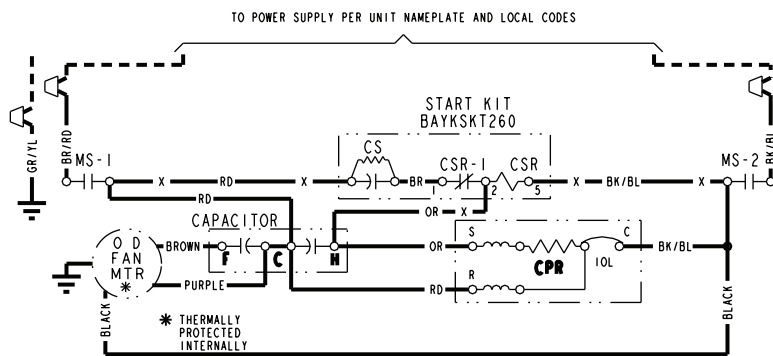 TO POWER SUPPLY PER UNIT NAMEPLATE AND LOCAL CODES
START KIT
BAYKSKT260
GR/YL
BR/RD
MS-1
CS
CSR-1
CSR
MS-2
BK/BL
X
RD
X
BR
1
2
5
X
BK/BL
X
RD
OR
X
CAPACITOR
O D
FAN
MTR
*
BROWN
F
C
H
OR
S
CPR
IOL
C
BK/BL
PURPLE
RD
R
BLACK
BLACK
* THERMALLY
PROTECTED
INTERNALLY